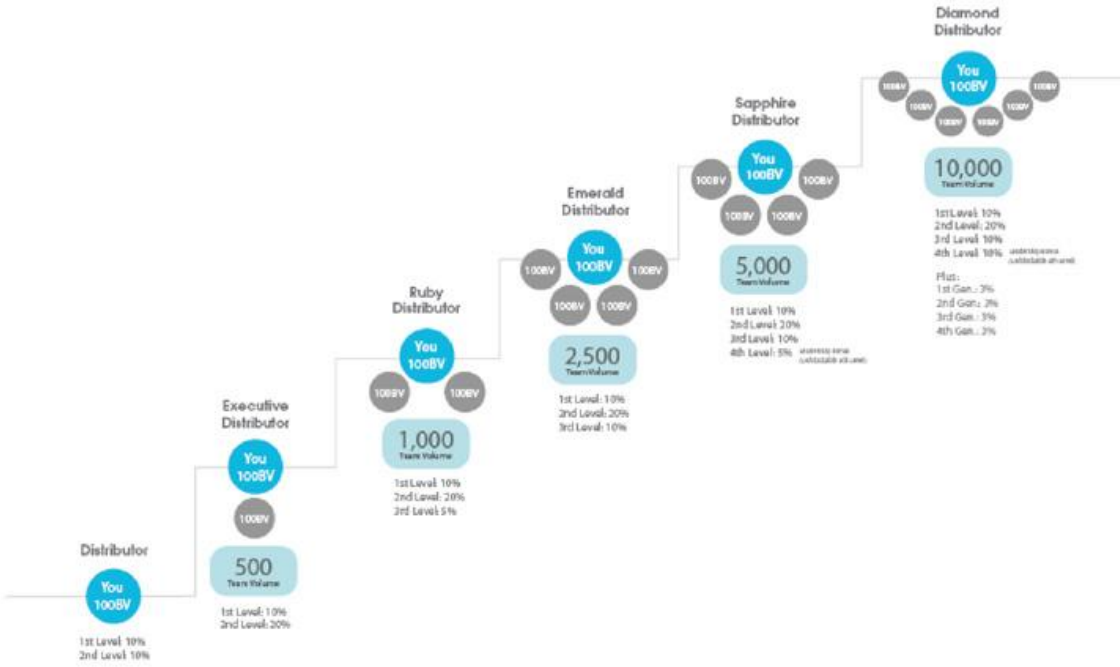 Diamond
Distributor
You
100BV
100BV
100BV
100BV
100BV
100BV
100BV
10,000
Team Volume
1st Level: 10%
2nd Level: 20%
3rd Level: 10%
4th Level: 10%
Plus:
1st Gen.: 3%
2nd Gen.: 3%
3rd Gen.: 3%
4th Gen.: 3%
Sapphire
Distributor
You
100BV
100BV
100BV
100BV
100BV
5,000
Team Volume
1st Level: 10%
2nd Level: 20%
3rd Level: 10%
4th Level: 5%
Emerald
Distributor
You
100BV
100BV
100BV
100BV
100BV
2,500
Team Volume
1st Level: 10%
2nd Level: 20%
3rd Level: 10%
Ruby
Distributor
You
100BV
100BV
100BV
1,000
Team Volume
1st Level: 10%
2nd Level: 20%
3rd Level: 5%
Executive
Distributor
You
100BV
100BV
500
Team Volume
1st Level: 10%
2nd Level: 20%
Distributor
You
100BV
1st Level: 10%
2nd Level: 10%